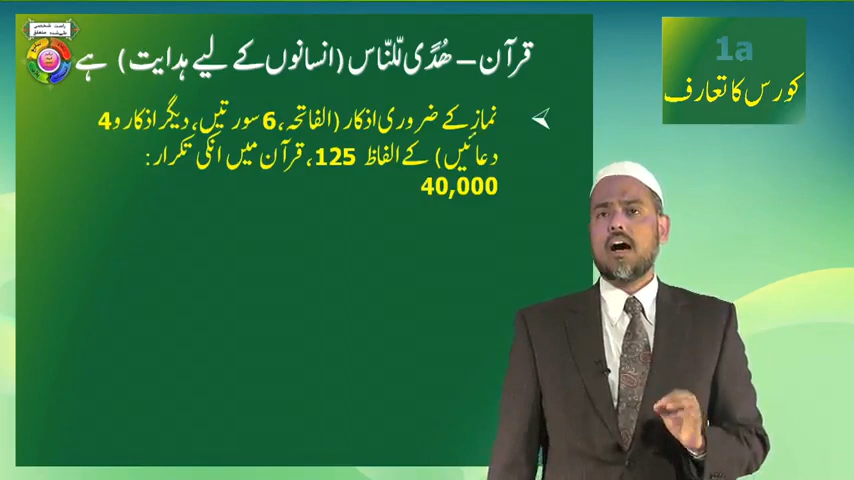 1a
کورس کا تعارف
قرآن – ھُدًی لِّلنَّاس (انسانوں کے لیے ہدایت) ہے
نماز کے ضروری اذکار (الفاتحہ، 6 سورتیں، دیگر اذکار و 4
دعائیں) کے الفاظ 125، قرآن میں انکی تکرار:
40,000